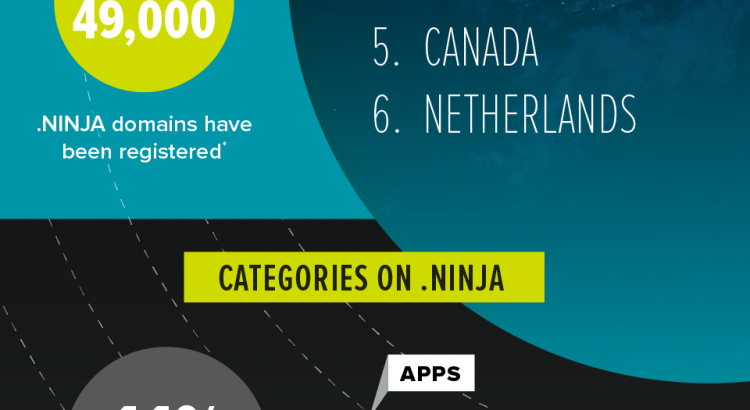 49,000
.NINJA domains have
been registered*
5. CANADA
6. NETHERLANDS
CATEGORIES ON .NINJA
APPS